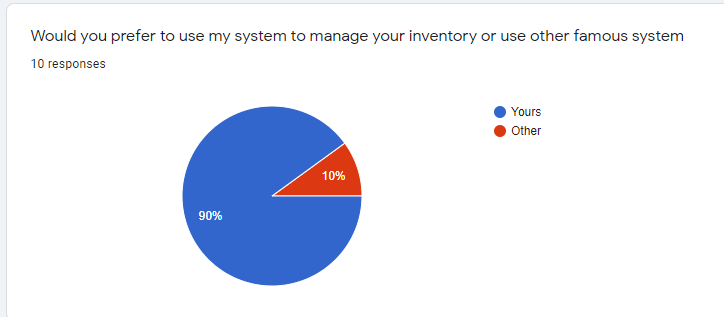 Would you prefer to use my system to manage your inventory or use other famous system
10 responses
Yours
Other
10%
90%